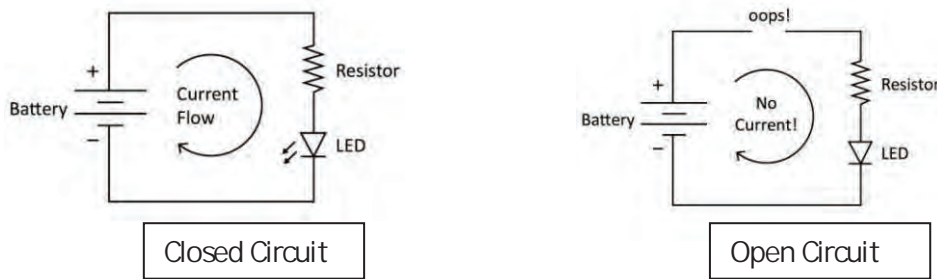 +
Battery
−
Current
Flow
Resistor
LED
Closed Circuit
oops!
+
Battery
−
No
Current!
Resistor
LED
Open Circuit